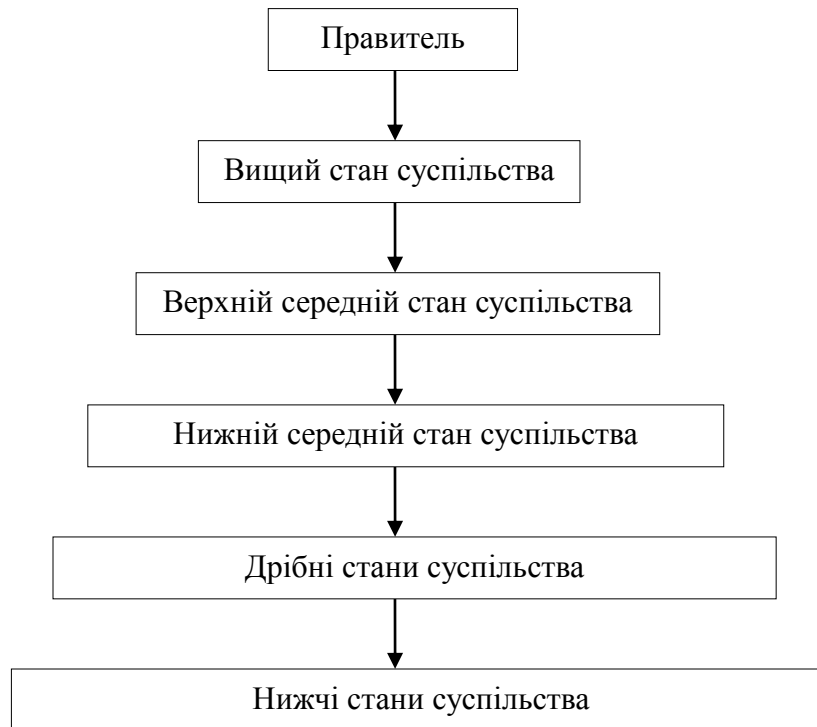 Правитель
Вищий стан суспільства
Верхній середній стан суспільства
Нижній середній стан суспільства
Дрібні стани суспільства
Нижчі стани суспільства